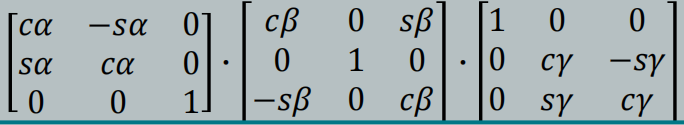 [cα −sα 0] [cβ 0 sβ] [1 0 0]
[sα cα 0] · [0 1 0] · [0 cγ −sγ]
[0 0 1] [−sβ 0 cβ] [0 sγ cγ]